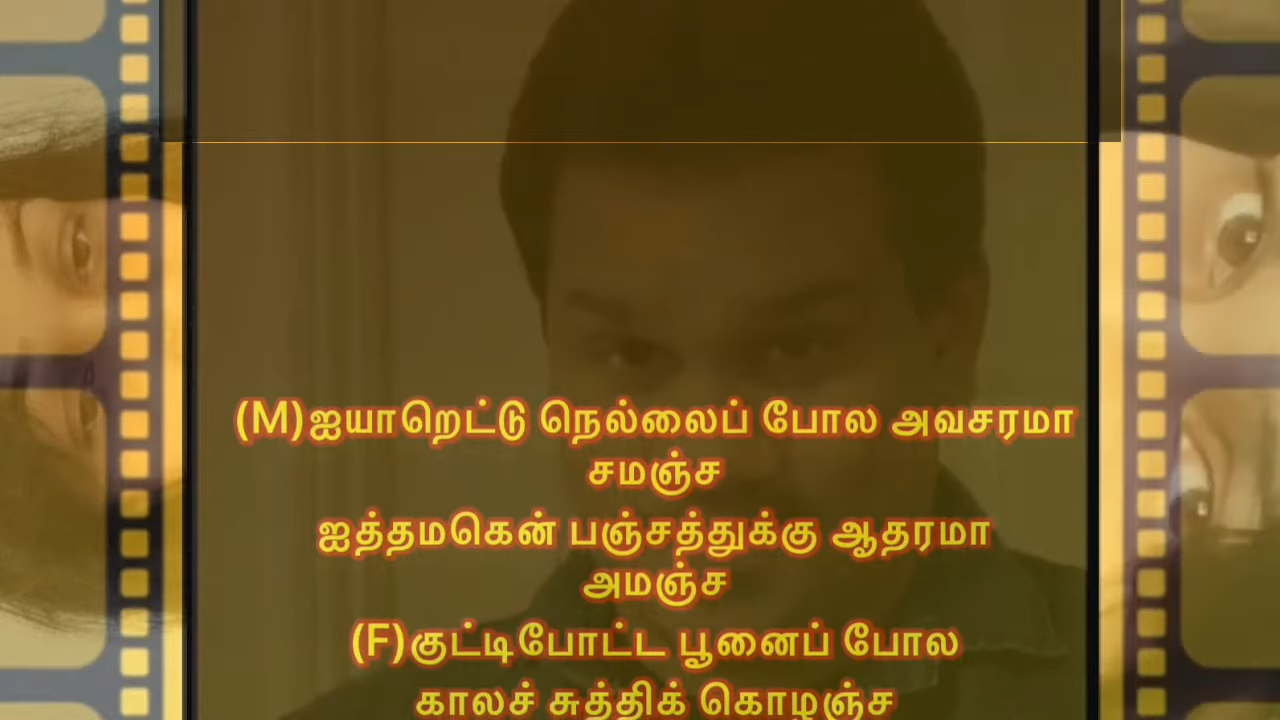 (M)ஐயாறெட்டு நெல்லைப் போல அவசரமா
சமஞ்ச
ஐத்தமகென் பஞ்சத்துக்கு ஆதரமா
அமஞ்ச
(F)குட்டிபோட்ட பூனைப் போல
காலச் சுத்திக் கொழஞ்ச